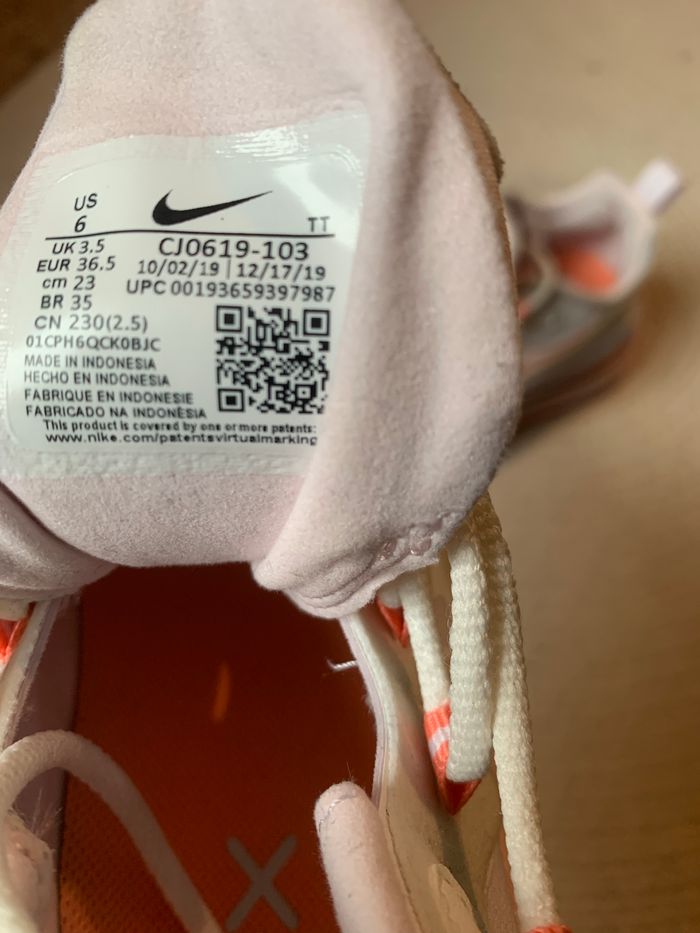 US
6
TT
UK 3.5
CJ0619-103
EUR 36.5
10/02/19 | 12/17/19
cm 23
UPC 00193659397987
BR 35
CN 230(2.5)
01CPH6QCK0BJC
MADE IN INDONESIA
HECHO EN INDONESIA
FABRIQUE EN INDONESIE
FABRICADO NA INDONÉSIA
This product is covered by one or more patents:
www.nike.com/patentsvirtualmarking
X